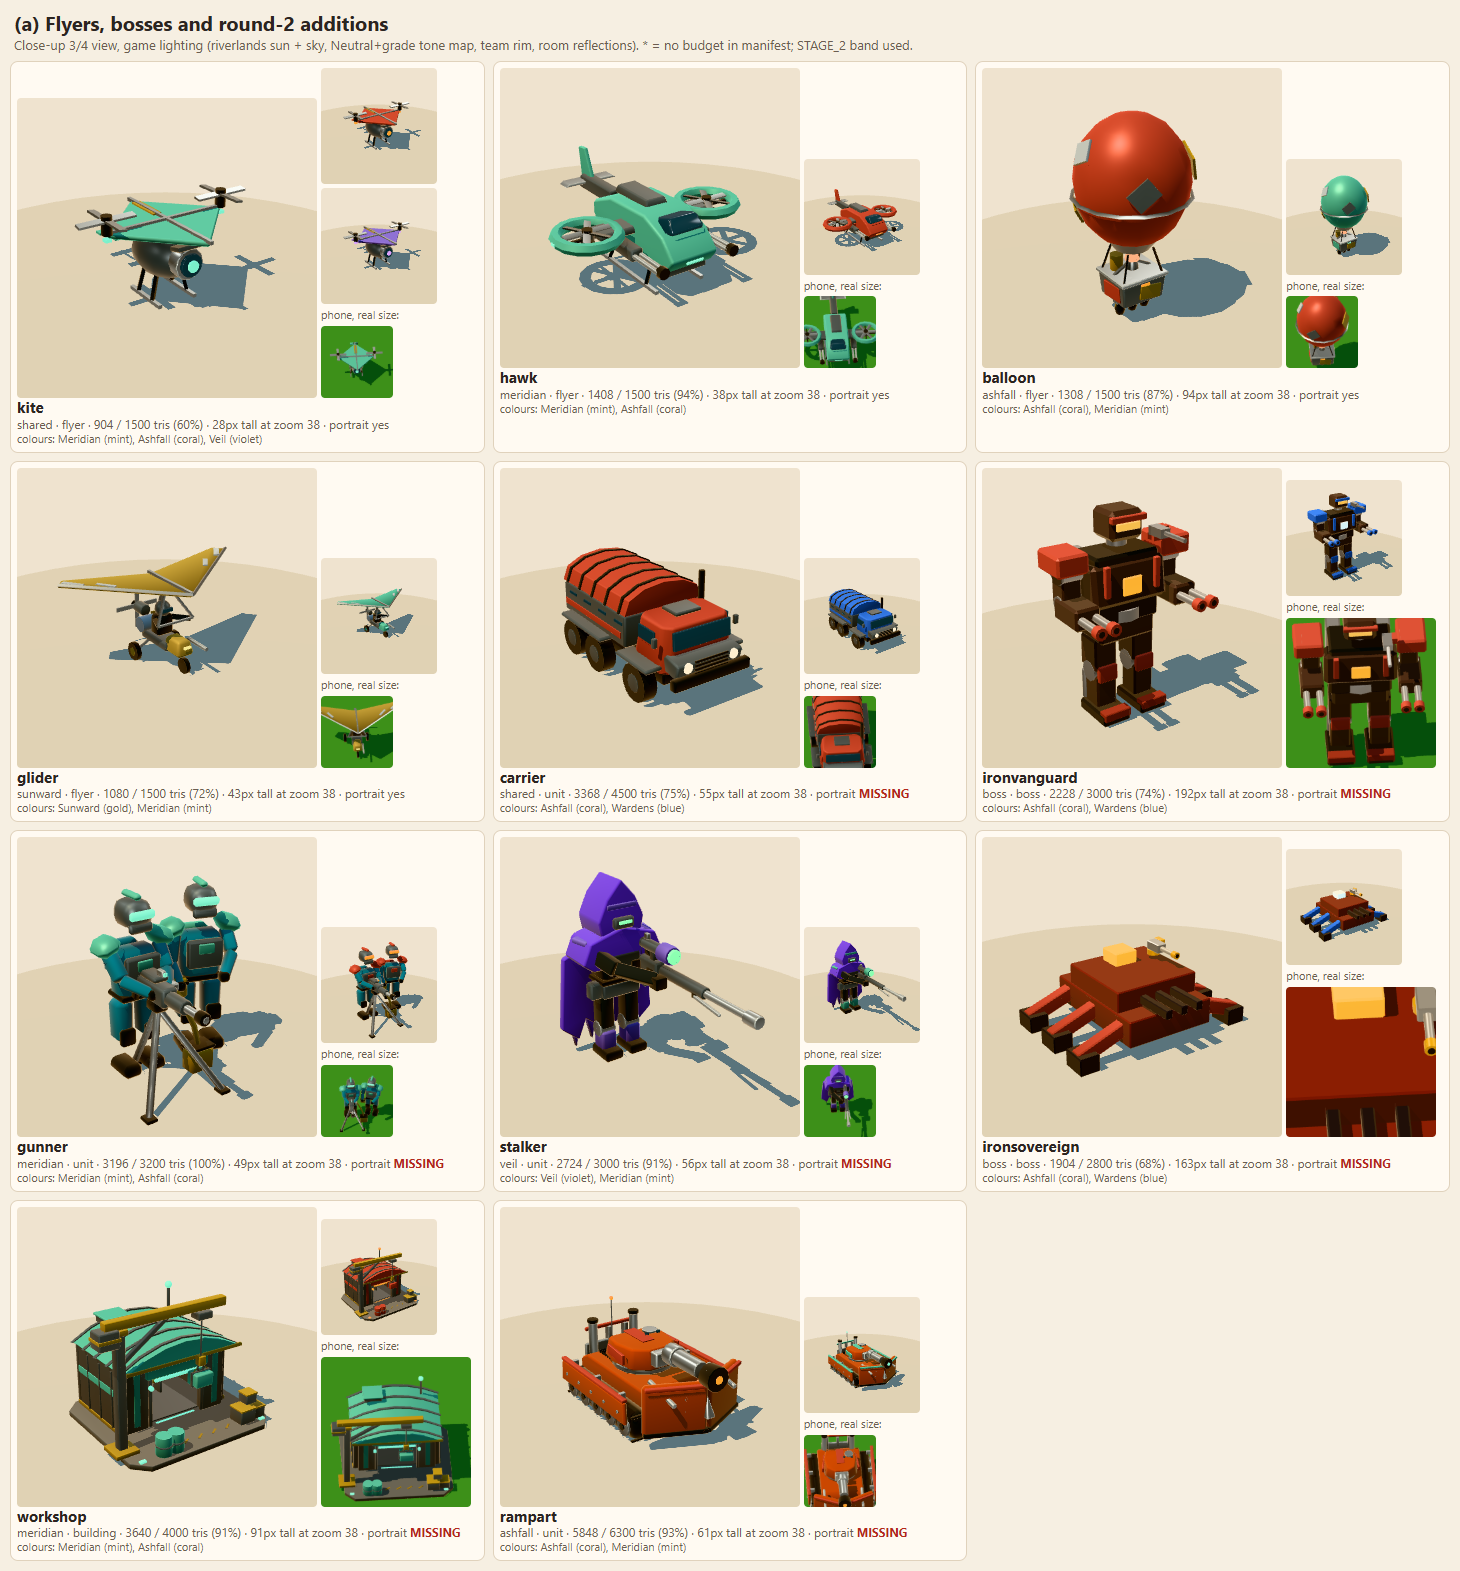 (a) Flyers, bosses and round-2 additions
Close-up 3/4 view, game lighting (riverlands sun + sky, Neutral+grade tone map, team rim, room reflections). * = no budget in manifest; STAGE_2 band used.
phone, real size:
kite
shared · flyer · 904 / 1500 tris (60%) · 28px tall at zoom 38 · portrait yes
colours: Meridian (mint), Ashfall (coral), Veil (violet)
phone, real size:
hawk
meridian · flyer · 1408 / 1500 tris (94%) · 38px tall at zoom 38 · portrait yes
colours: Meridian (mint), Ashfall (coral)
phone, real size:
balloon
ashfall · flyer · 1308 / 1500 tris (87%) · 94px tall at zoom 38 · portrait yes
colours: Ashfall (coral), Meridian (mint)
phone, real size:
glider
sunward · flyer · 1080 / 1500 tris (72%) · 43px tall at zoom 38 · portrait yes
colours: Sunward (gold), Meridian (mint)
phone, real size:
carrier
shared · unit · 3368 / 4500 tris (75%) · 55px tall at zoom 38 · portrait MISSING
colours: Ashfall (coral), Wardens (blue)
phone, real size:
ironvanguard
boss · boss · 2228 / 3000 tris (74%) · 192px tall at zoom 38 · portrait MISSING
colours: Ashfall (coral), Wardens (blue)
phone, real size:
gunner
meridian · unit · 3196 / 3200 tris (100%) · 49px tall at zoom 38 · portrait MISSING
colours: Meridian (mint), Ashfall (coral)
phone, real size:
stalker
veil · unit · 2724 / 3000 tris (91%) · 56px tall at zoom 38 · portrait MISSING
colours: Veil (violet), Meridian (mint)
phone, real size:
ironsovereign
boss · boss · 1904 / 2800 tris (68%) · 163px tall at zoom 38 · portrait MISSING
colours: Ashfall (coral), Wardens (blue)
phone, real size:
workshop
meridian · building · 3640 / 4000 tris (91%) · 91px tall at zoom 38 · portrait MISSING
colours: Meridian (mint), Ashfall (coral)
phone, real size:
rampart
ashfall · unit · 5848 / 6300 tris (93%) · 61px tall at zoom 38 · portrait MISSING
colours: Ashfall (coral), Meridian (mint)